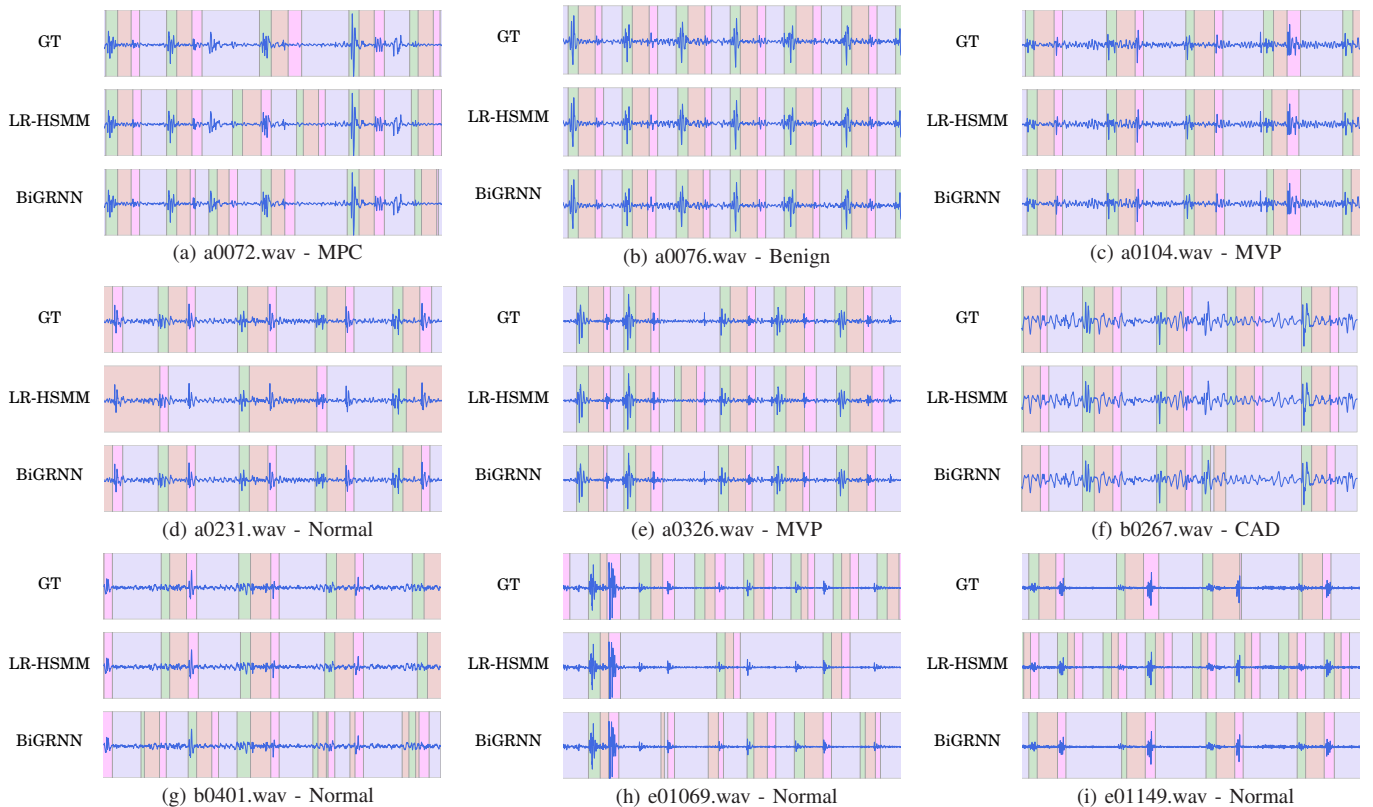 GT
LR-HSMM
BiGRNN
(a) a0072.wav - MPC
GT
LR-HSMM
BiGRNN
(b) a0076.wav - Benign
GT
LR-HSMM
BiGRNN
(c) a0104.wav - MVP
GT
LR-HSMM
BiGRNN
(d) a0231.wav - Normal
GT
LR-HSMM
BiGRNN
(e) a0326.wav - MVP
GT
LR-HSMM
BiGRNN
(f) b0267.wav - CAD
GT
LR-HSMM
BiGRNN
(g) b0401.wav - Normal
GT
LR-HSMM
BiGRNN
(h) e01069.wav - Normal
GT
LR-HSMM
BiGRNN
(i) e01149.wav - Normal